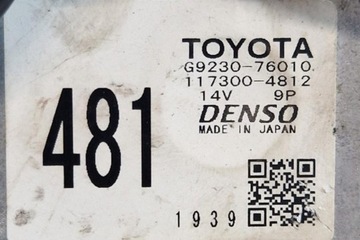 TOYOTA
G9230-76010.
117300-4812
14V 9P
DENSO
MADE IN JAPAN
481
1939